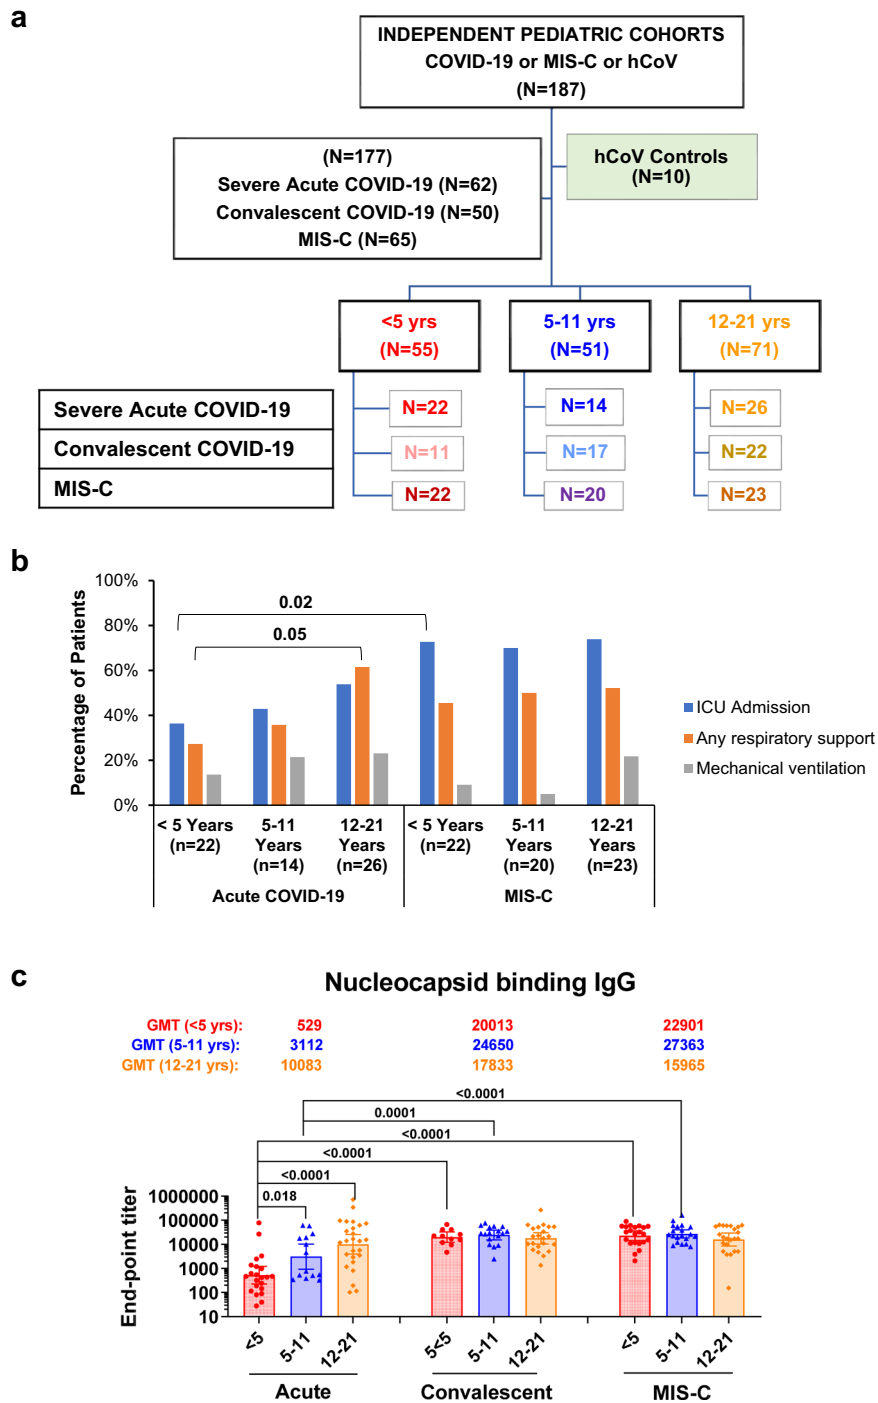 a
INDEPENDENT PEDIATRIC COHORTS
COVID-19 or MIS-C or hCoV
(N=187)
(N=177)
Severe Acute COVID-19 (N=62)
Convalescent COVID-19 (N=50)
MIS-C (N=65)
hCoV Controls
(N=10)
<5 yrs
(N=55)
5-11 yrs
(N=51)
12-21 yrs
(N=71)
Severe Acute COVID-19
N=22
N=14
N=26
Convalescent COVID-19
N=11
N=17
N=22
MIS-C
N=22
N=20
N=23
b
Percentage of Patients
100%
80%
60%
40%
20%
0%
0.02
0.05
ICU Admission
Any respiratory support
Mechanical ventilation
< 5 Years
(n=22)
5-11
Years
(n=14)
12-21
Years
(n=26)
< 5 Years
(n=22)
5-11
Years
(n=20)
12-21
Years
(n=23)
Acute COVID-19
MIS-C
c
Nucleocapsid binding IgG
GMT (<5 yrs): 529 20013 22901
GMT (5-11 yrs): 3112 24650 27363
GMT (12-21 yrs): 10083 17833 15965
<0.0001
0.0001
<0.0001
<0.0001
<0.0001
0.018
End-point titer
1000000
100000
10000
1000
100
10
<5
5-11
12-21
5<5
5-11
12-21
<5
5-11
12-21
Acute
Convalescent
MIS-C